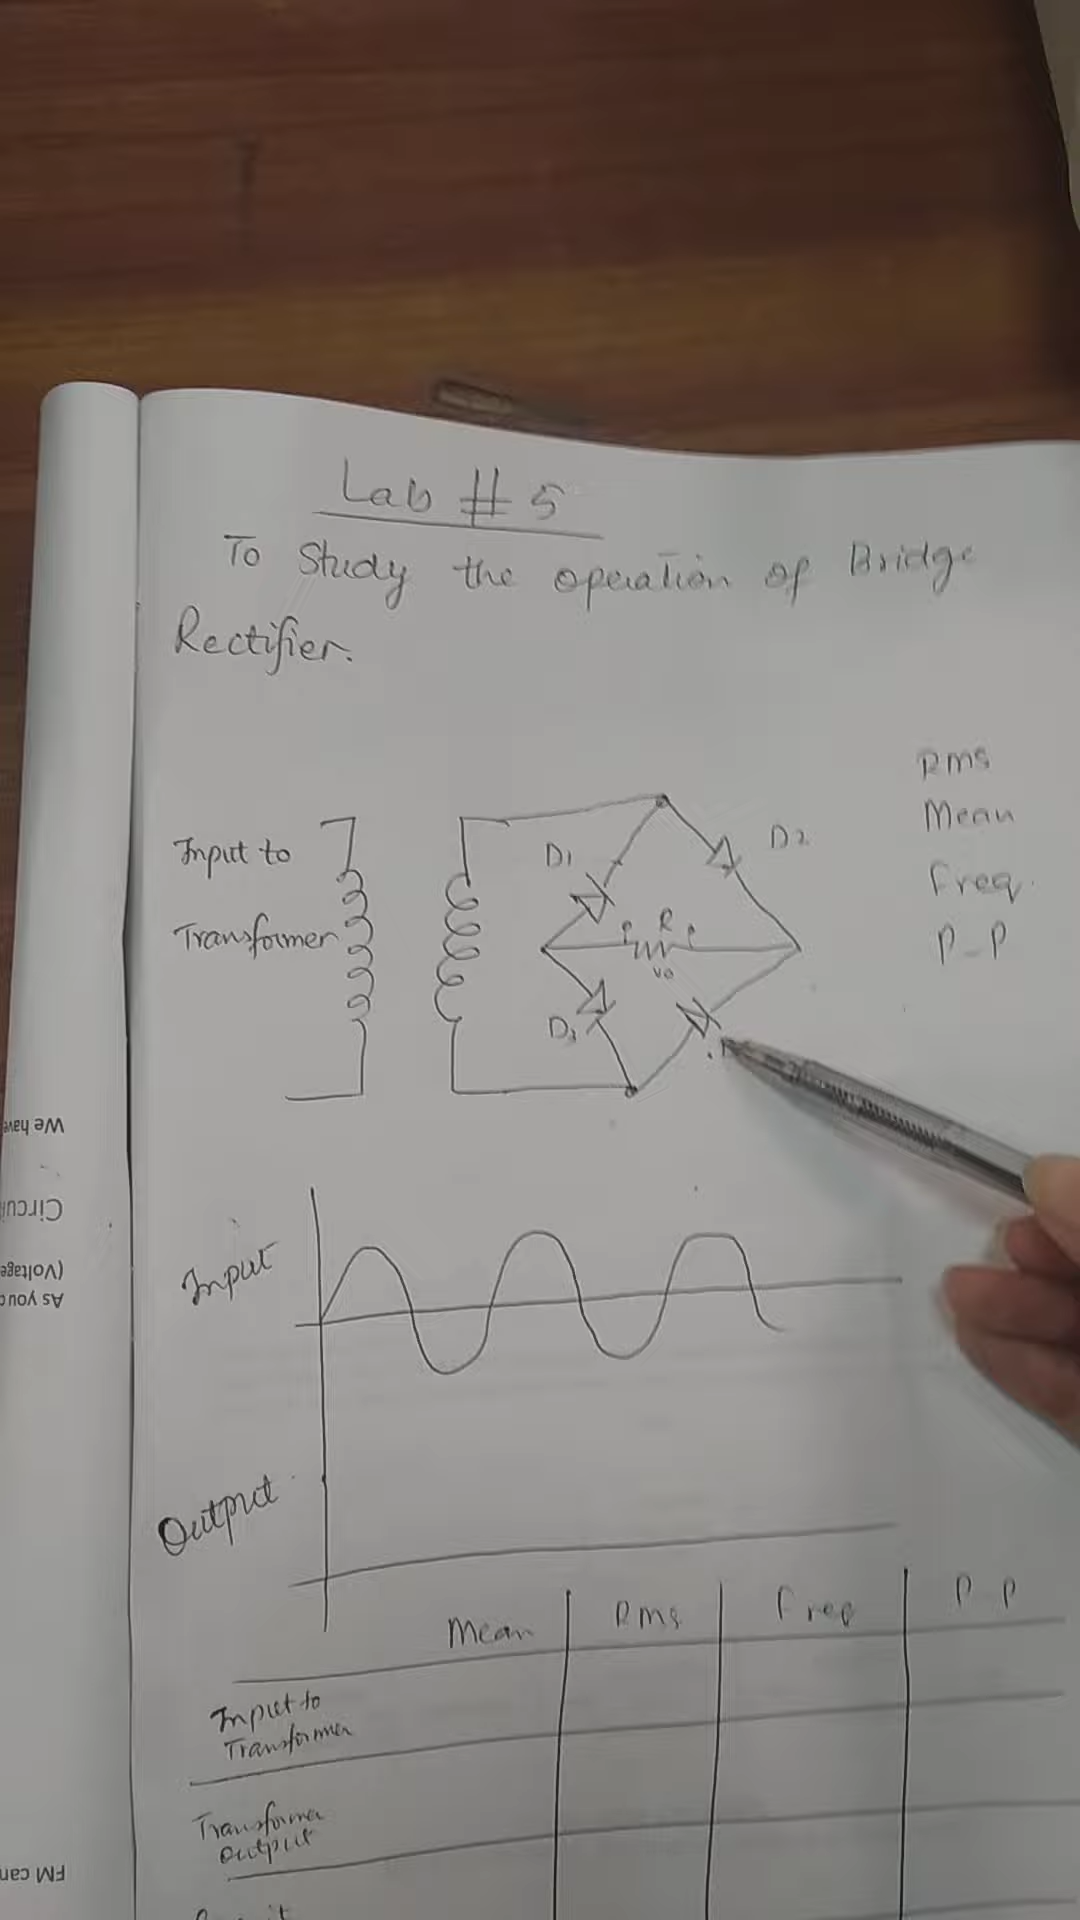 Lab # 5
To Study the operation of Bridge
Rectifier.
Rms
Mean
Freq.
P-P
Input to
Transformer
D1
D2
R
Vo
D3
We have
Circui
(Voltage
As you
FM can
Input
Output
Mean Rms Freq P-P
Input to
Transformer
Transformer
output